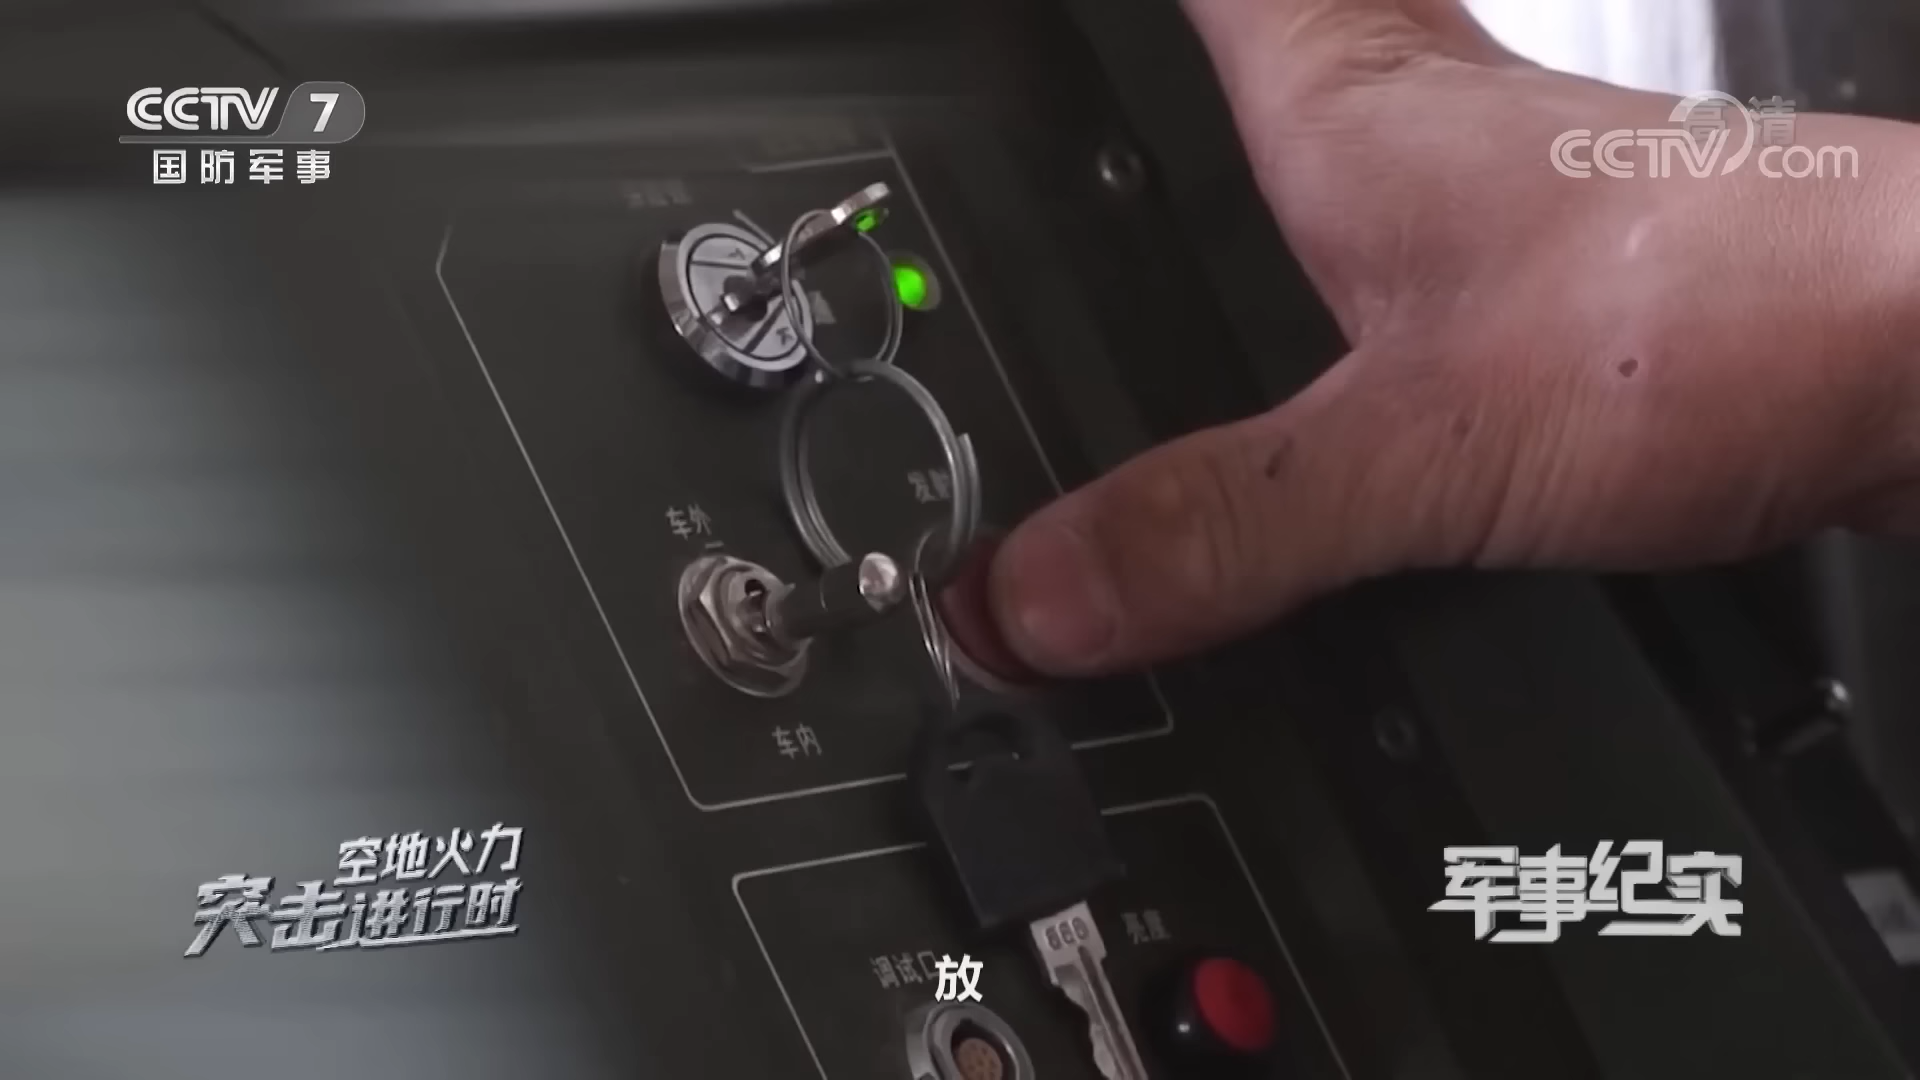 CCTV 7
国防军事
高清
CCTV com
发射
车外
车内
空地火力
突击进行时
军事纪实
亮度
调试口
放